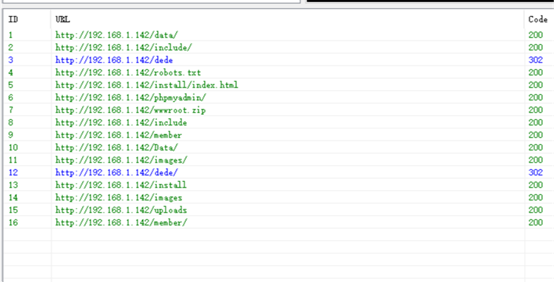 ID URL Code
1 http://192.168.1.142/data/ 200
2 http://192.168.1.142/include/ 200
3 http://192.168.1.142/dede 302
4 http://192.168.1.142/robots.txt 200
5 http://192.168.1.142/install/index.html 200
6 http://192.168.1.142/phpmyadmin/ 200
7 http://192.168.1.142/wwwroot.zip 200
8 http://192.168.1.142/include 200
9 http://192.168.1.142/member 200
10 http://192.168.1.142/Data/ 200
11 http://192.168.1.142/images/ 200
12 http://192.168.1.142/dede/ 302
13 http://192.168.1.142/install 200
14 http://192.168.1.142/images 200
15 http://192.168.1.142/uploads 200
16 http://192.168.1.142/member/ 200